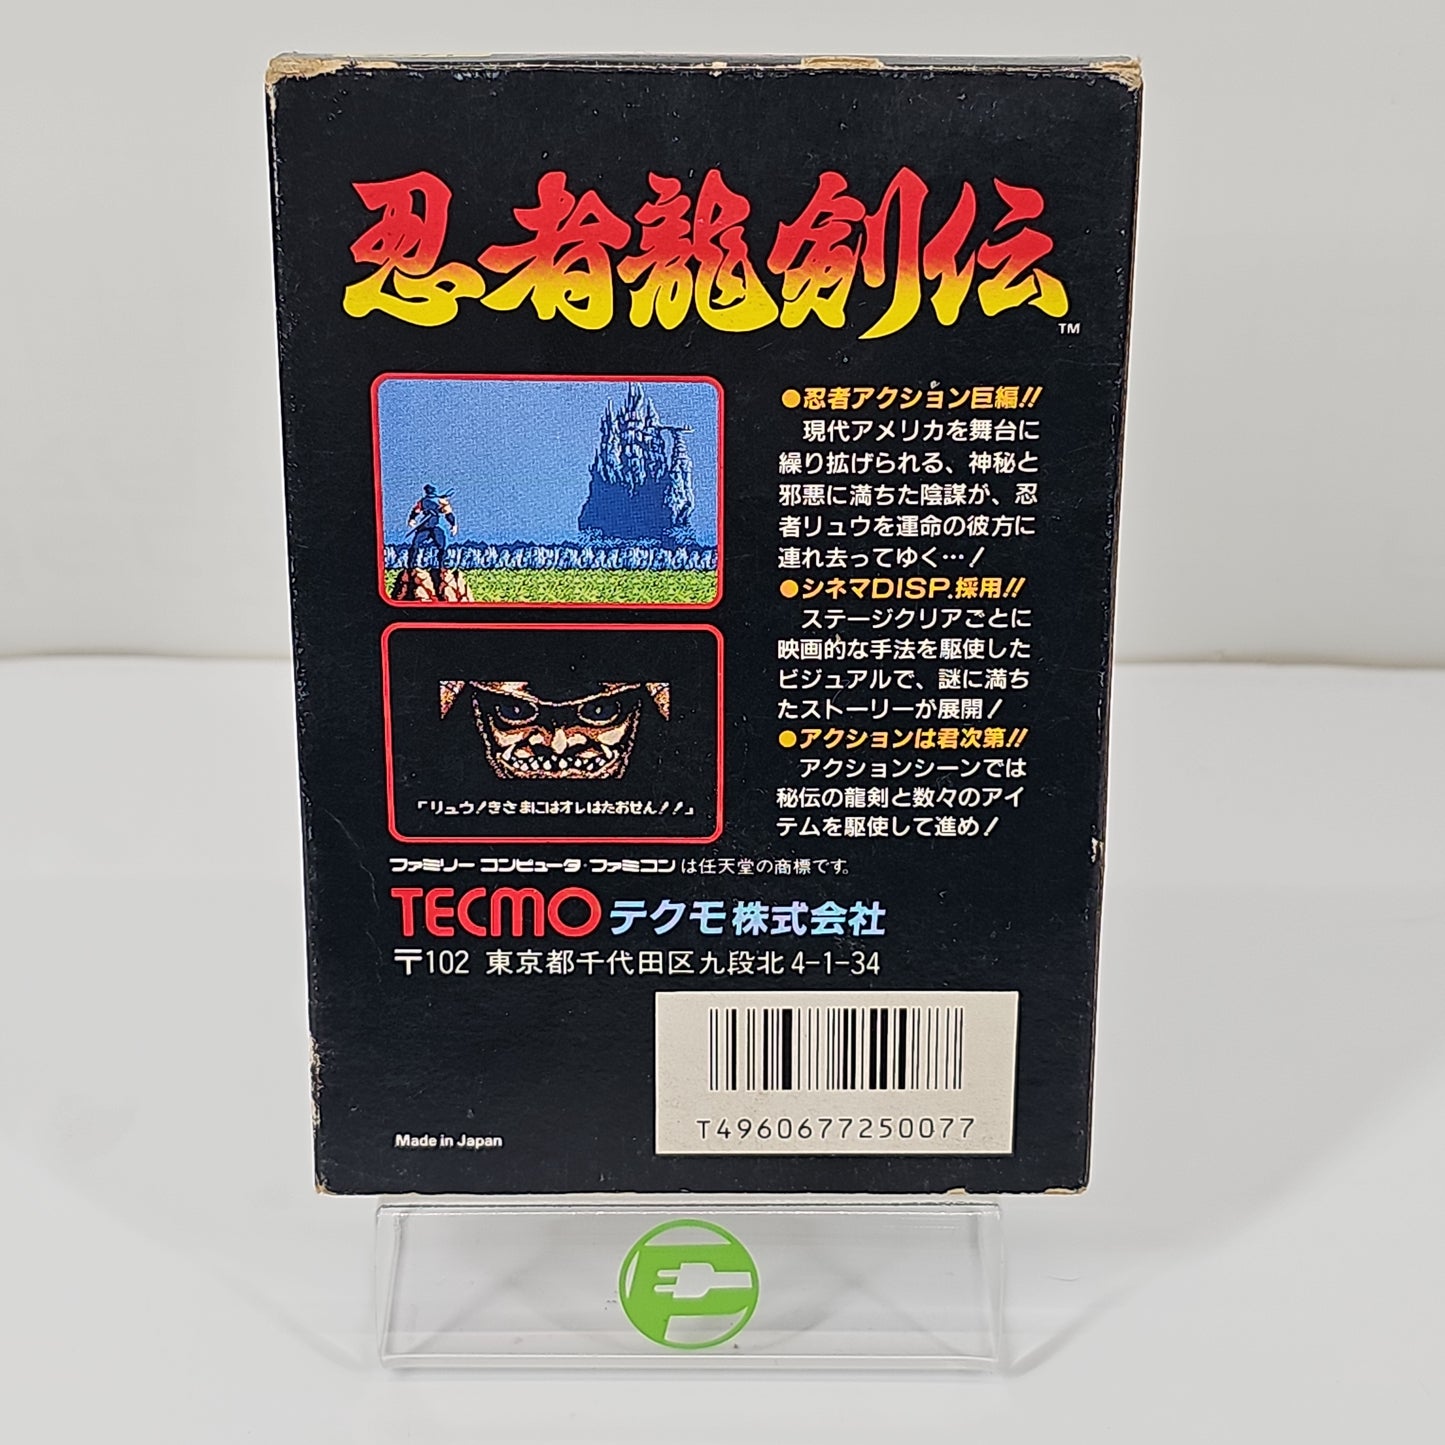 忍者龍剣伝
TM
●忍者アクション巨編!!
現代アメリカを舞台に
繰り拡げられる、神秘と
邪悪に満ちた陰謀が、忍
者リュウを運命の彼方に
連れ去ってゆく…!
●シネマDISP.採用!!
ステージクリアごとに
映画的な手法を駆使した
ビジュアルで、謎に満ち
たストーリーが展開!
●アクションは君次第!!
アクションシーンでは
秘伝の龍剣と数々のアイ
テムを駆使して進め!
「リュウ!きさまにはオレはたおせん!!」
ファミリーコンピュータ・ファミコンは任天堂の商標です。
TECMO テクモ株式会社
〒102 東京都千代田区九段北4-1-34
T4960677250077
Made in Japan